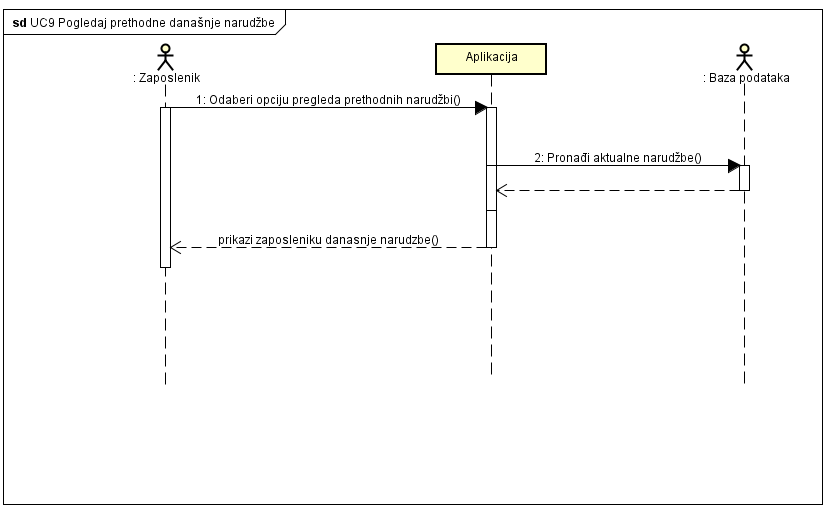 sd UC9 Pogledaj prethodne današnje narudžbe
: Zaposlenik
Aplikacija
: Baza podataka
1: Odaberi opciju pregleda prethodnih narudžbi()
2: Pronađi aktualne narudžbe()
prikazi zaposleniku danasnje narudzbe()